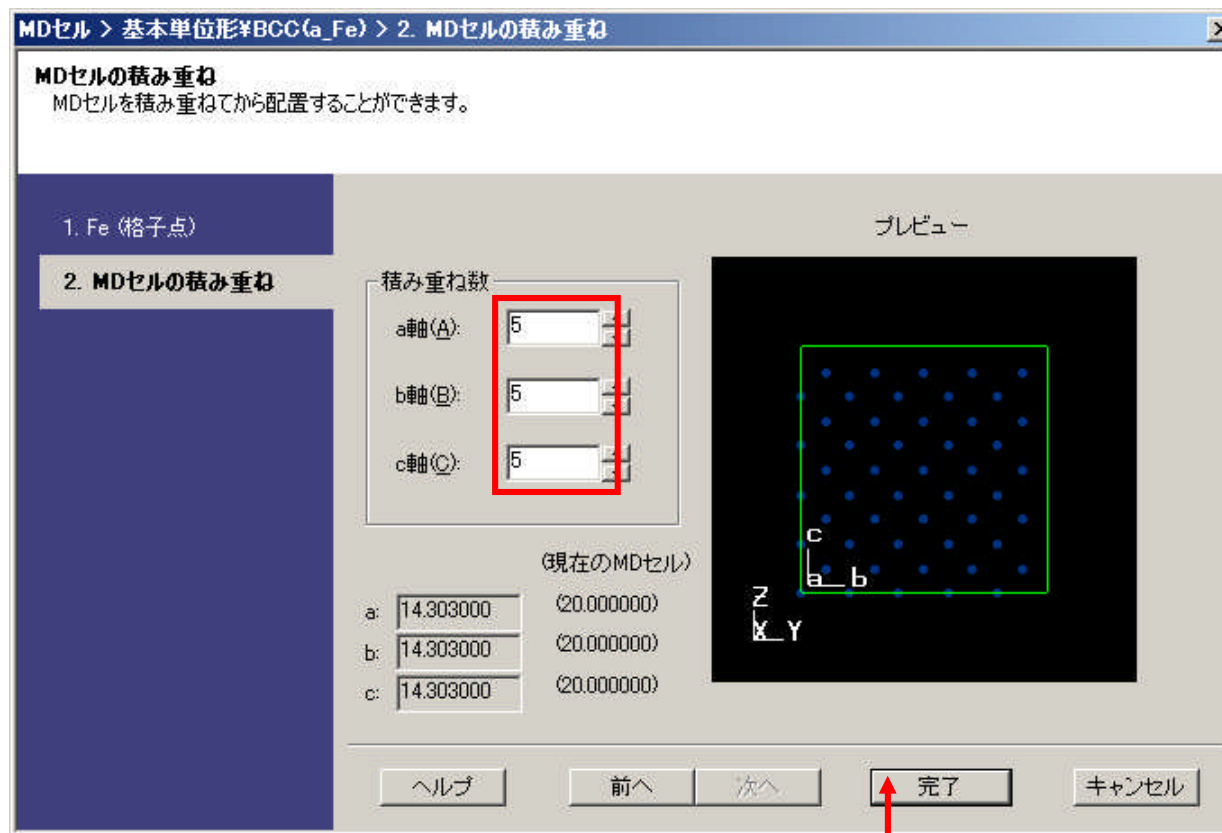 MDセル > 基本単位形¥BCC(a_Fe) > 2. MDセルの積み重ね
MDセルの積み重ね
MDセルを積み重ねてから配置することができます。
1. Fe (格子点)
2. MDセルの積み重ね
プレビュー
積み重ね数
a軸(A): 5
b軸(B): 5
c軸(C): 5
(現在のMDセル)
a: 14.303000 (20.000000)
b: 14.303000 (20.000000)
c: 14.303000 (20.000000)
c
a b
Z
X Y
ヘルプ 前へ 次へ 完了 キャンセル